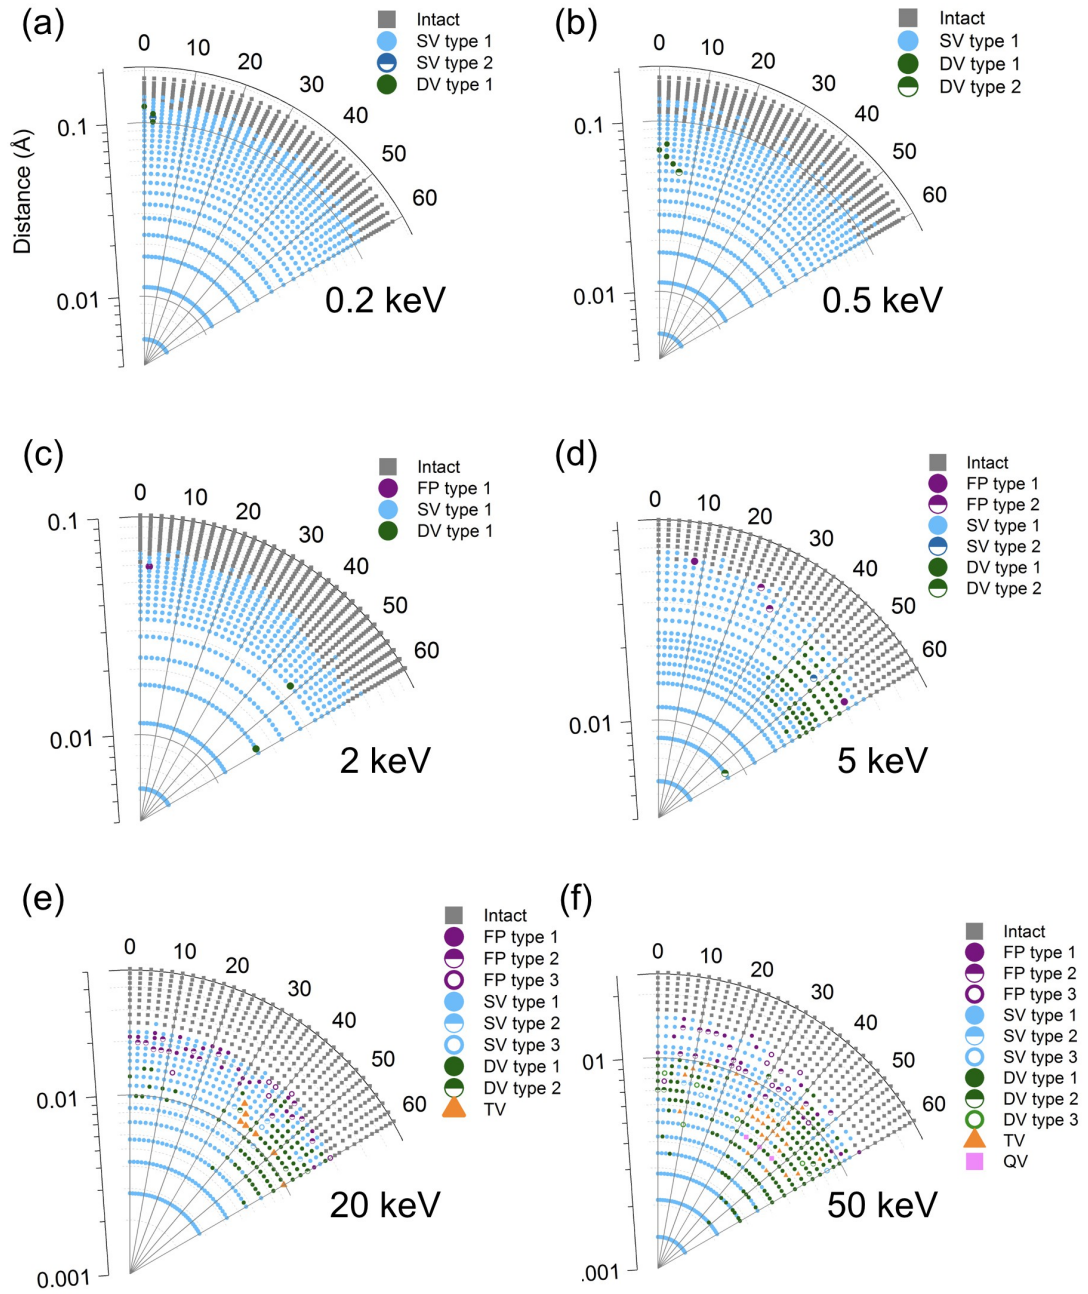 (a)
Intact
SV type 1
SV type 2
DV type 1
0 10 20 30 40 50 60
Distance (Å)
0.1
0.01
0.2 keV
(b)
Intact
SV type 1
DV type 1
DV type 2
0 10 20 30 40 50 60
0.1
0.01
0.5 keV
(c)
Intact
FP type 1
SV type 1
DV type 1
0 10 20 30 40 50 60
0.1
0.01
2 keV
(d)
Intact
FP type 1
FP type 2
SV type 1
SV type 2
DV type 1
DV type 2
0 10 20 30 40 50 60
0.01
5 keV
(e)
Intact
FP type 1
FP type 2
FP type 3
SV type 1
SV type 2
SV type 3
DV type 1
DV type 2
TV
0 10 20 30 40 50 60
0.01
0.001
20 keV
(f)
Intact
FP type 1
FP type 2
FP type 3
SV type 1
SV type 2
SV type 3
DV type 1
DV type 2
DV type 3
TV
QV
0 10 20 30 40 50 60
01
.001
50 keV